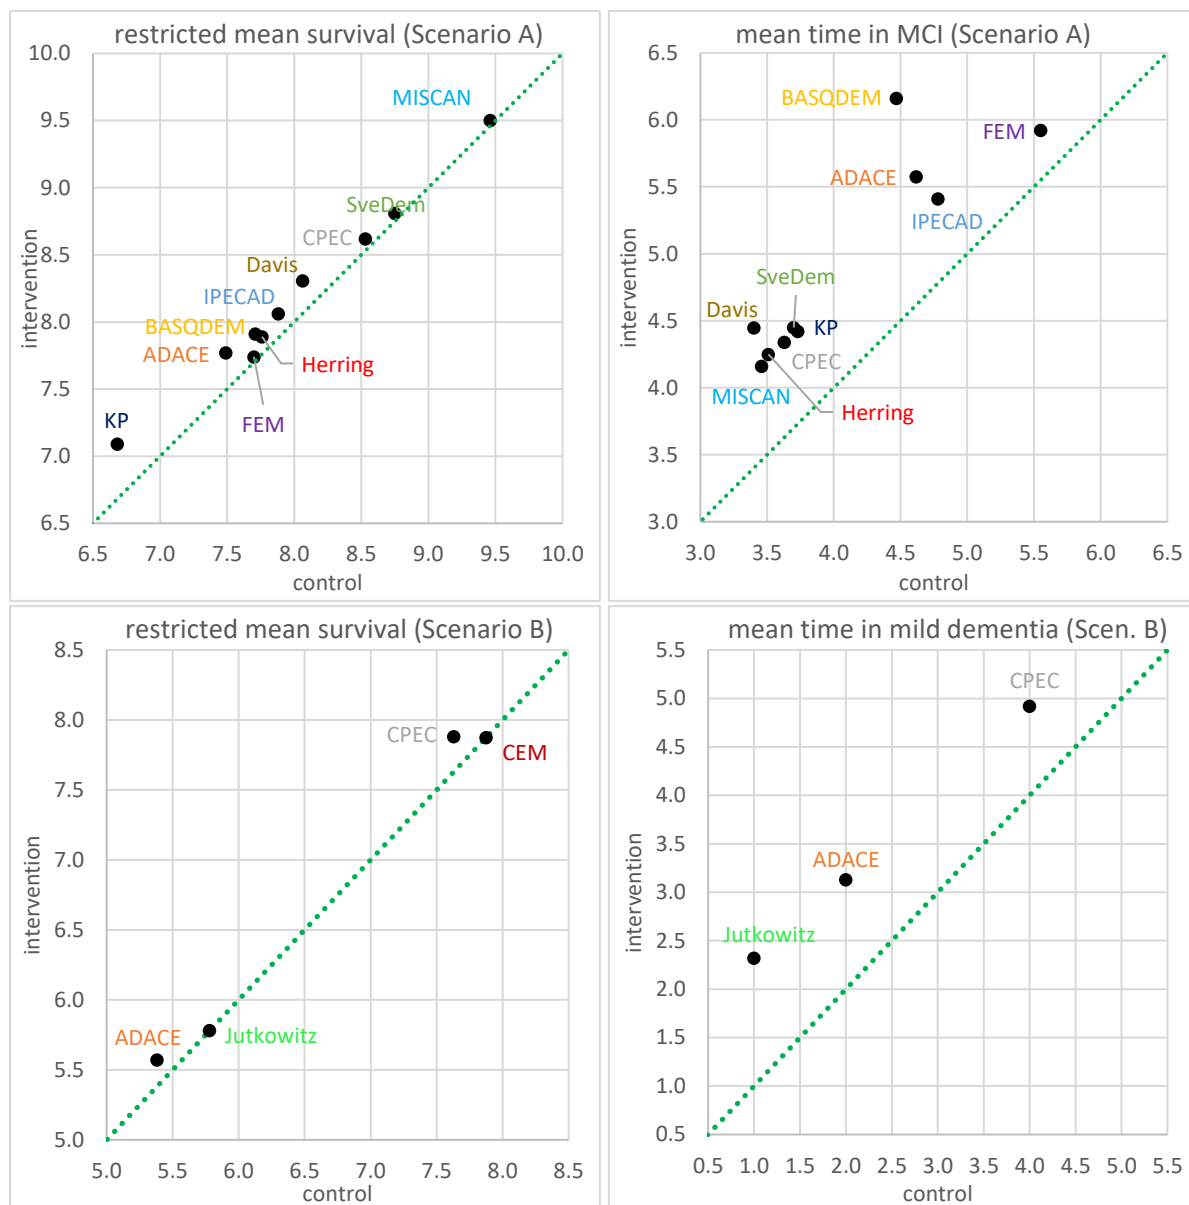 restricted mean survival (Scenario A)
10.0
9.5
9.0
8.5
8.0
7.5
7.0
6.5
intervention
MISCAN
SveDem
CPEC
Davis
IPECAD
BASQDEM
ADACE
Herring
FEM
KP
6.5 7.0 7.5 8.0 8.5 9.0 9.5 10.0
control
mean time in MCI (Scenario A)
6.5
6.0
5.5
5.0
4.5
4.0
3.5
3.0
intervention
BASQDEM
FEM
ADACE
IPECAD
SveDem
Davis
KP
CPEC
MISCAN
Herring
3.0 3.5 4.0 4.5 5.0 5.5 6.0 6.5
control
restricted mean survival (Scenario B)
8.5
8.0
7.5
7.0
6.5
6.0
5.5
5.0
intervention
CPEC
CEM
ADACE
Jutkowitz
5.0 5.5 6.0 6.5 7.0 7.5 8.0 8.5
control
mean time in mild dementia (Scen. B)
5.5
5.0
4.5
4.0
3.5
3.0
2.5
2.0
1.5
1.0
0.5
intervention
CPEC
ADACE
Jutkowitz
0.5 1.0 1.5 2.0 2.5 3.0 3.5 4.0 4.5 5.0 5.5
control